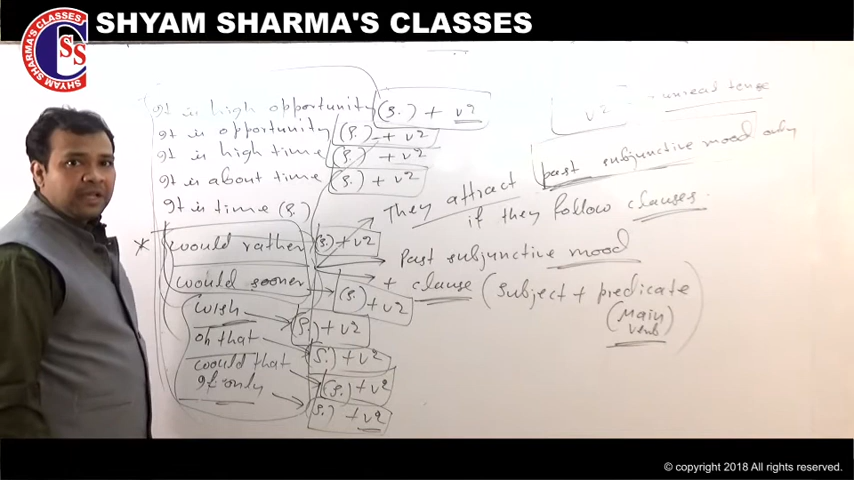 SHYAM SHARMA'S CLASSES
SHYAM SHARMA'S CLASSES
SS
It is high opportunity (S.) + V2
It is opportunity (S.) + V2
It is high time (S.) + V2
It is about time (S.) + V2
It is time (S.)
* would rather (S.) + V2
would sooner (S.) + V2
wish (S.) + V2
oh that (S.) + V2
would that (S.) + V2
If only (S.) + V2
V2 unreal tense
past subjunctive mood only
They attract
if they follow clauses.
Past subjunctive mood
+ clause (Subject + predicate
(Main verb))
© copyright 2018 All rights reserved.